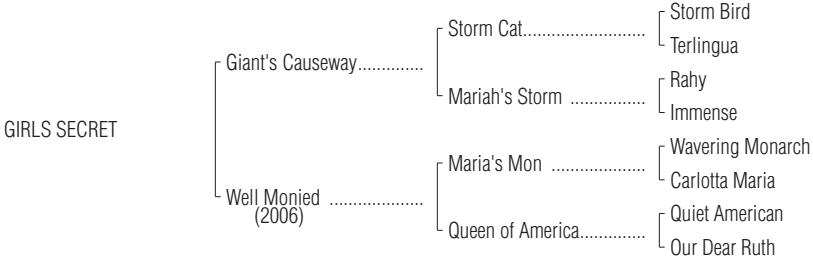 Storm Bird
Storm Cat..........................
Terlingua
Giant's Causeway..............
Rahy
Mariah's Storm ................
Immense
GIRLS SECRET
Wavering Monarch
Maria's Mon ....................
Carlotta Maria
Well Monied ....................
(2006)
Quiet American
Queen of America..............
Our Dear Ruth